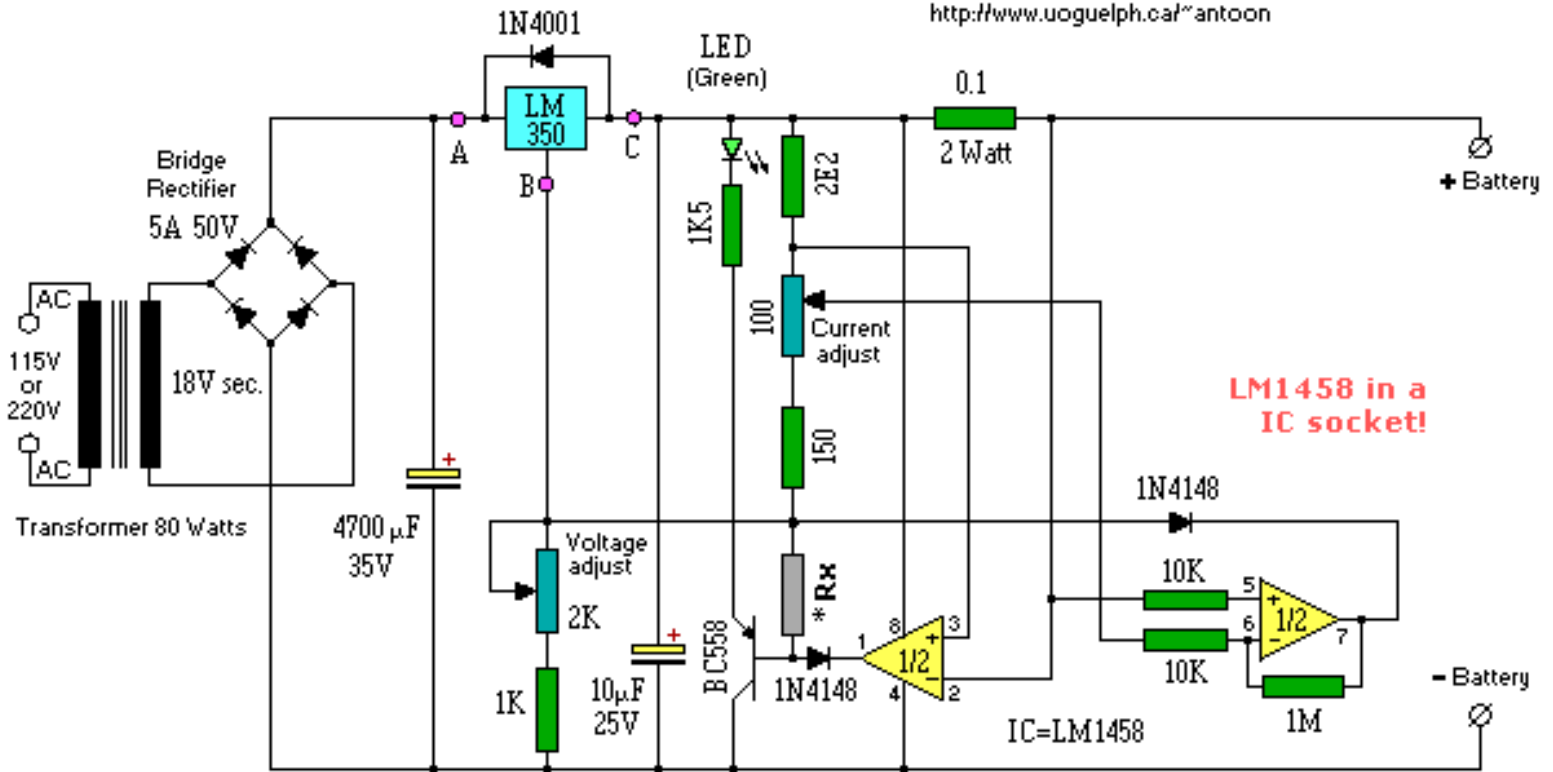 http://www.uoguelph.ca/~antoon
1N4001
LED
(Green)
0.1
LM
350
A
C
2 Watt
Bridge
Rectifier
5A 50V
B
2E2
+ Battery
1K5
AC
115V
or
220V
AC
18V sec.
100
Current
adjust
LM1458 in a
IC socket!
150
Transformer 80 Watts
+
4700 µF
35V
1N4148
Voltage
adjust
2K
*Rx
10K
5
+
1/2
7
6
-
10K
1M
8
3
+
1
1/2
-
4
2
BC558
1N4148
+
10µF
25V
1K
IC=LM1458
- Battery